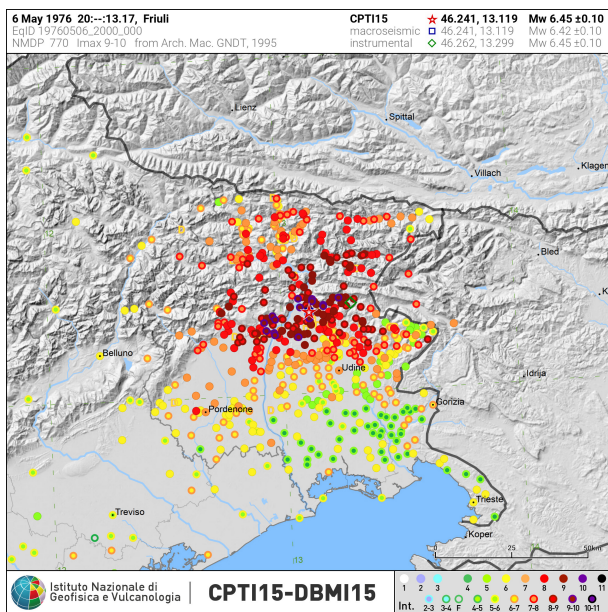 6 May 1976 20:--:13.17, Friuli
EqID 19760506_2000_000
NMDP 770 Imax 9-10 from Arch. Mac. GNDT, 1995
CPTI15 46.241, 13.119 Mw 6.45 ±0.10
macroseismic 46.241, 13.119 Mw 6.42 ±0.10
instrumental 46.262, 13.299 Mw 6.45 ±0.10
Lienz
Spittal
Klagen
Villach
Bled
K
Belluno
Udine
Idrija
Pordenone
Gorizia
Treviso
Trieste
Koper
13
0 25
Istituto Nazionale di
Geofisica e Vulcanologia
CPTI15-DBMI15
1 2 3 4 5 6 7 8 9 10 11
Int. 2-3 3-4 F 4-5 5-6 6-7 7-8 8-9 9-10 10-11